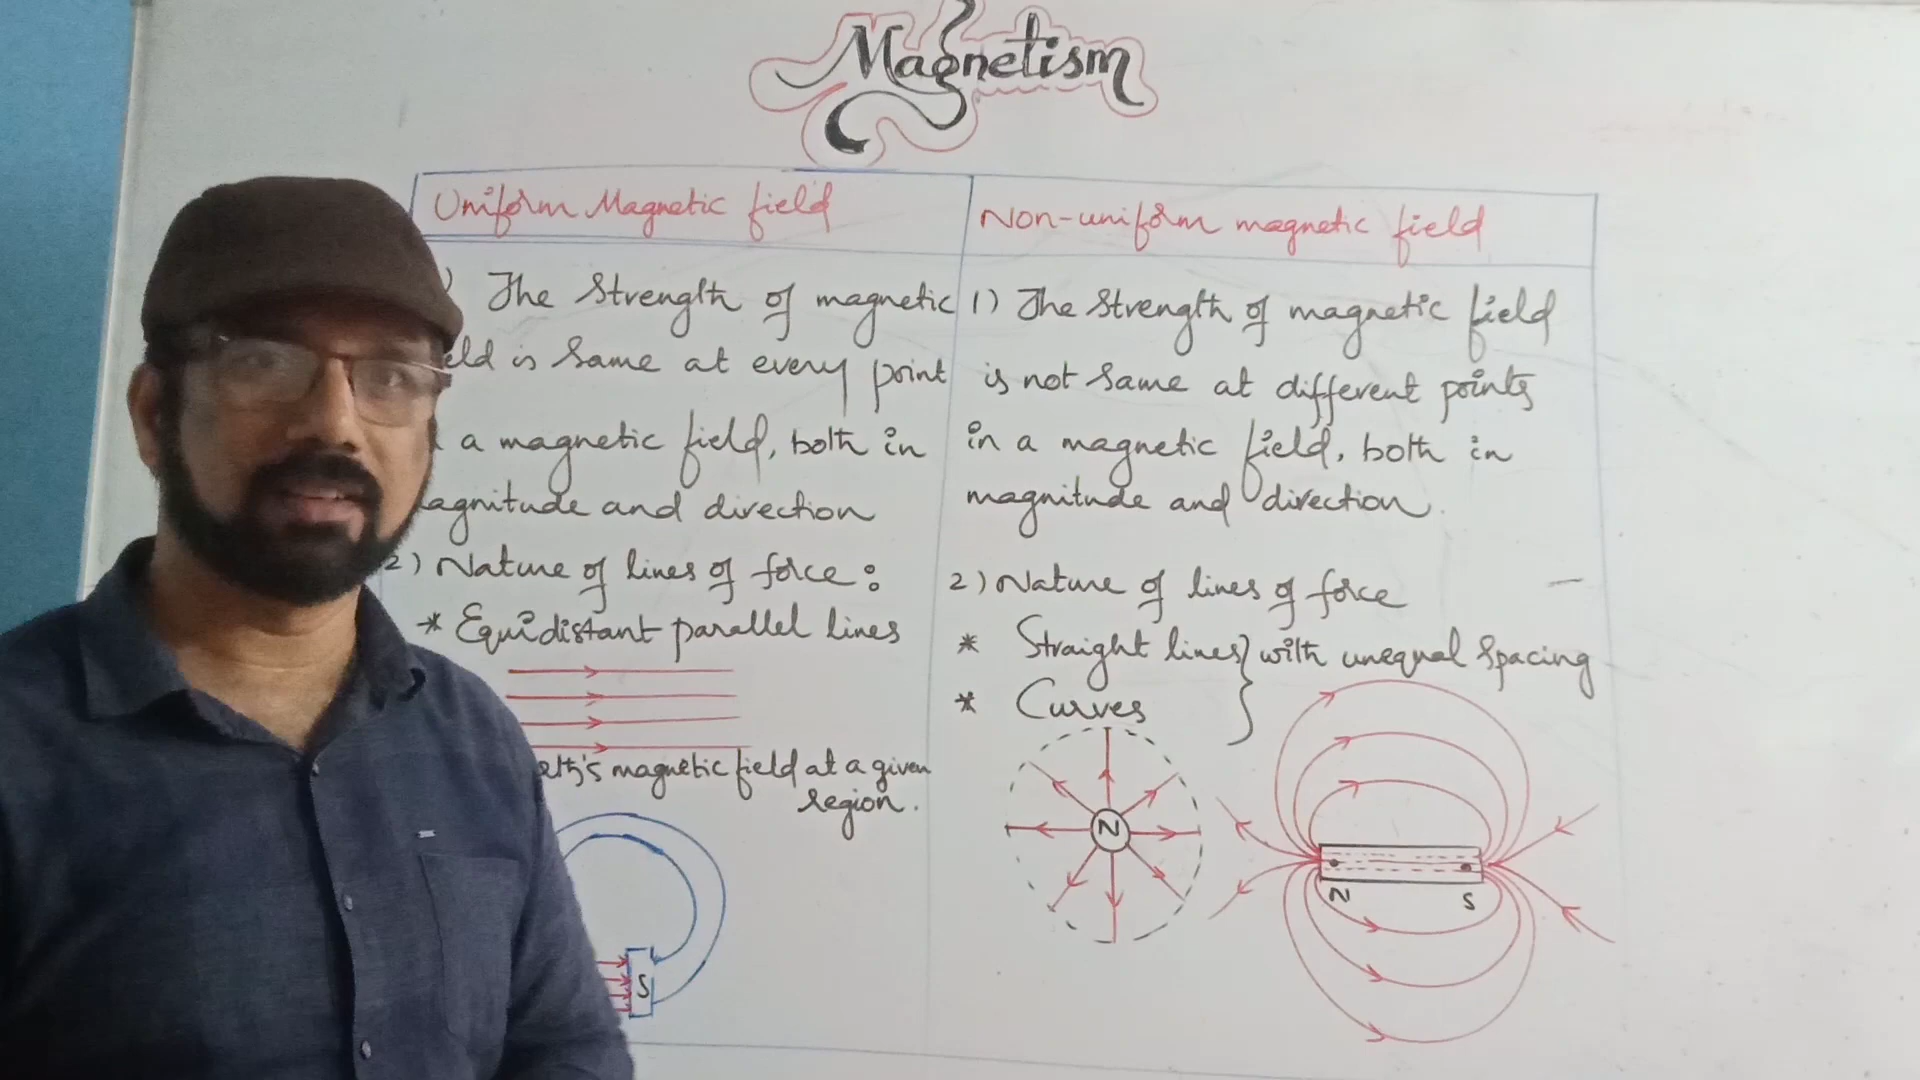 Magnetism
Uniform Magnetic field
) The Strength of magnetic
eld is Same at every point
a magnetic field, both in
agnitude and direction
2) Nature of lines of force:
* Equidistant parallel lines
magnetic field at a given
region.
S
Non-uniform magnetic field
1) The Strength of magnetic field
is not Same at different points
in a magnetic field, both in
magnitude and direction.
2) Nature of lines of force
* Straight lines} with unequal Spacing
* Curves }
N
N S